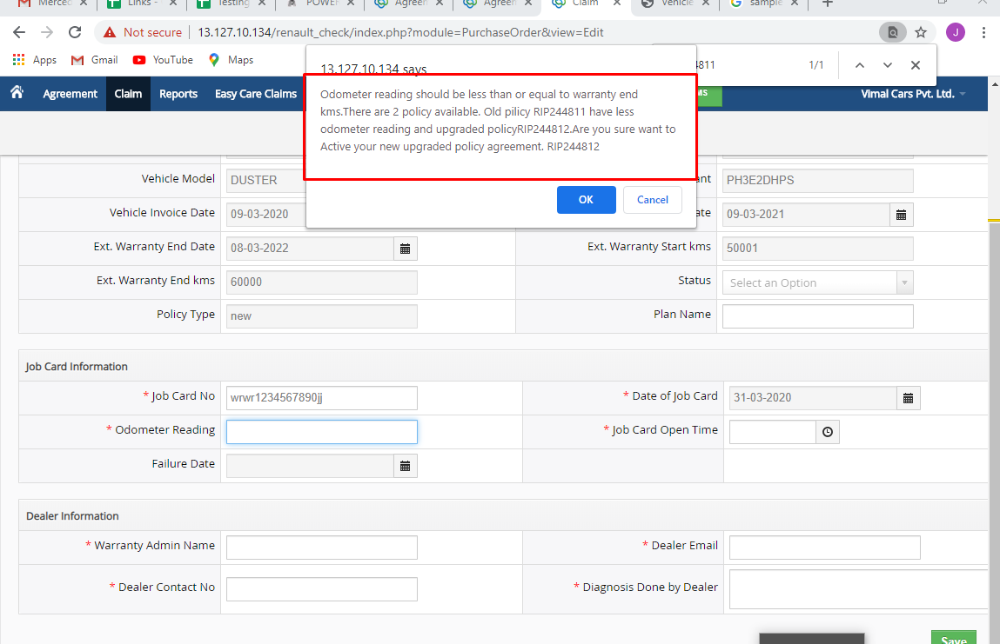 Merced
Links -
Testing
POWER
Agreem
Agreem
Claim
Vehicle
sample
Not secure
13.127.10.134/renault_check/index.php?module=PurchaseOrder&view=Edit
J
Apps
Gmail
YouTube
Maps
13.127.10.134 says
4811
1/1
Agreement
Claim
Reports
Easy Care Claims
Vimal Cars Pvt. Ltd.
Odometer reading should be less than or equal to warranty end
kms.There are 2 policy available. Old pilicy RIP244811 have less
odometer reading and upgraded policyRIP244812.Are you sure want to
Active your new upgraded policy agreement. RIP244812
OK
Cancel
Vehicle Model
DUSTER
PH3E2DHPS
Vehicle Invoice Date
09-03-2020
09-03-2021
Ext. Warranty End Date
08-03-2022
Ext. Warranty Start kms
50001
Ext. Warranty End kms
60000
Status
Select an Option
Policy Type
new
Plan Name
Job Card Information
* Job Card No
wrwr1234567890jj
* Date of Job Card
31-03-2020
* Odometer Reading
* Job Card Open Time
Failure Date
Dealer Information
* Warranty Admin Name
* Dealer Email
* Dealer Contact No
* Diagnosis Done by Dealer
Save